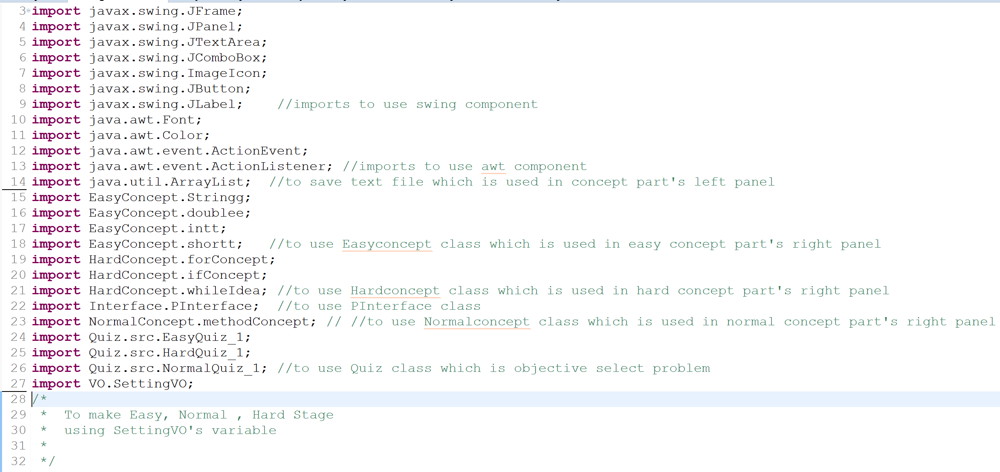 3 import javax.swing.JFrame;
4 import javax.swing.JPanel;
5 import javax.swing.JTextArea;
6 import javax.swing.JComboBox;
7 import javax.swing.ImageIcon;
8 import javax.swing.JButton;
9 import javax.swing.JLabel;    //imports to use swing component
10 import java.awt.Font;
11 import java.awt.Color;
12 import java.awt.event.ActionEvent;
13 import java.awt.event.ActionListener; //imports to use awt component
14 import java.util.ArrayList;  //to save text file which is used in concept part's left panel
15 import EasyConcept.Stringg;
16 import EasyConcept.doublee;
17 import EasyConcept.intt;
18 import EasyConcept.shortt;   //to use Easyconcept class which is used in easy concept part's right panel
19 import HardConcept.forConcept;
20 import HardConcept.ifConcept;
21 import HardConcept.whileIdea; //to use Hardconcept class which is used in hard concept part's right panel
22 import Interface.PInterface;  //to use PInterface class
23 import NormalConcept.methodConcept; // //to use Normalconcept class which is used in normal concept part's right panel
24 import Quiz.src.EasyQuiz_1;
25 import Quiz.src.HardQuiz_1;
26 import Quiz.src.NormalQuiz_1; //to use Quiz class which is objective select problem
27 import VO.SettingVO;
28 /*
29  *  To make Easy, Normal , Hard Stage
30  *  using SettingVO's variable
31  *
32  */